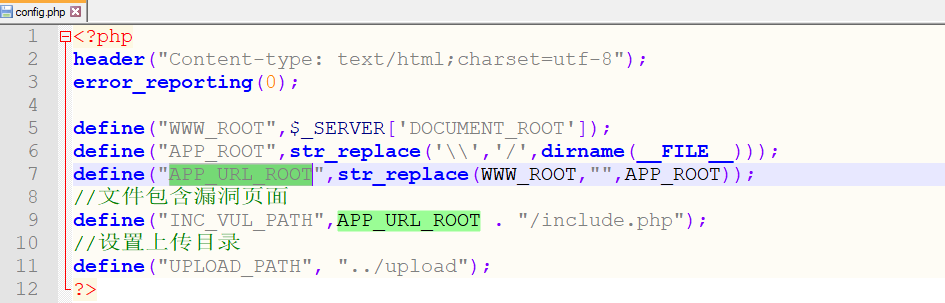 config.php
1 <?php
2 header("Content-type: text/html;charset=utf-8");
3 error_reporting(0);
4
5 define("WWW_ROOT",$_SERVER['DOCUMENT_ROOT']);
6 define("APP_ROOT",str_replace('\\','/',dirname(__FILE__)));
7 define("APP_URL_ROOT",str_replace(WWW_ROOT,"",APP_ROOT));
8 //文件包含漏洞页面
9 define("INC_VUL_PATH",APP_URL_ROOT . "/include.php");
10 //设置上传目录
11 define("UPLOAD_PATH", "../upload");
12 ?>